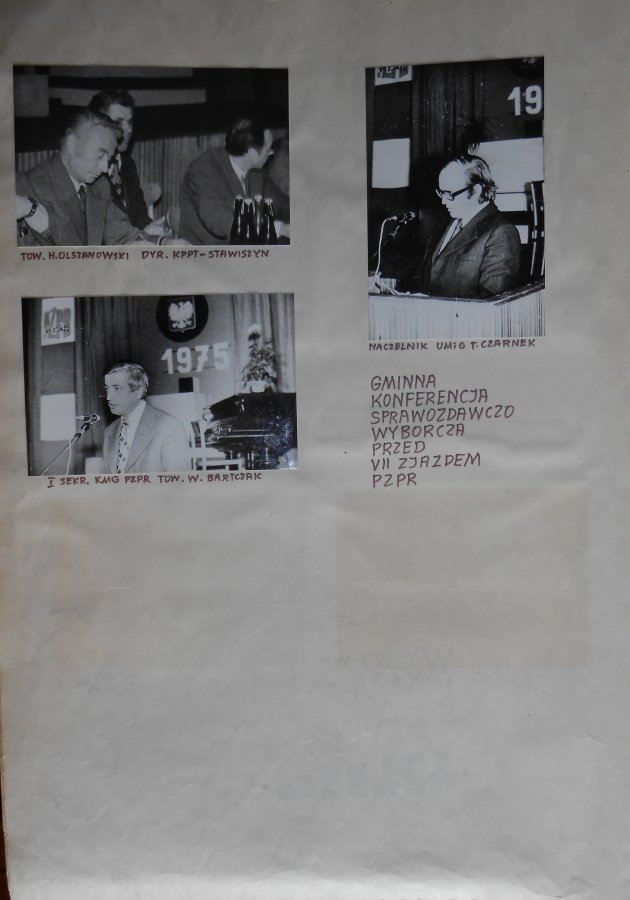 TOW. H. OLSZANOWSKI DYR. KPPT-STAWISZYN
19
NACZELNIK UMiG T. CZARNEK
1975
I SEKR. KMG PZPR TOW. W. BARTCZAK
GMINNA
KONFERENCJA
SPRAWOZDAWCZO
WYBORCZA
PRZED
VII ZJAZDEM
PZPR